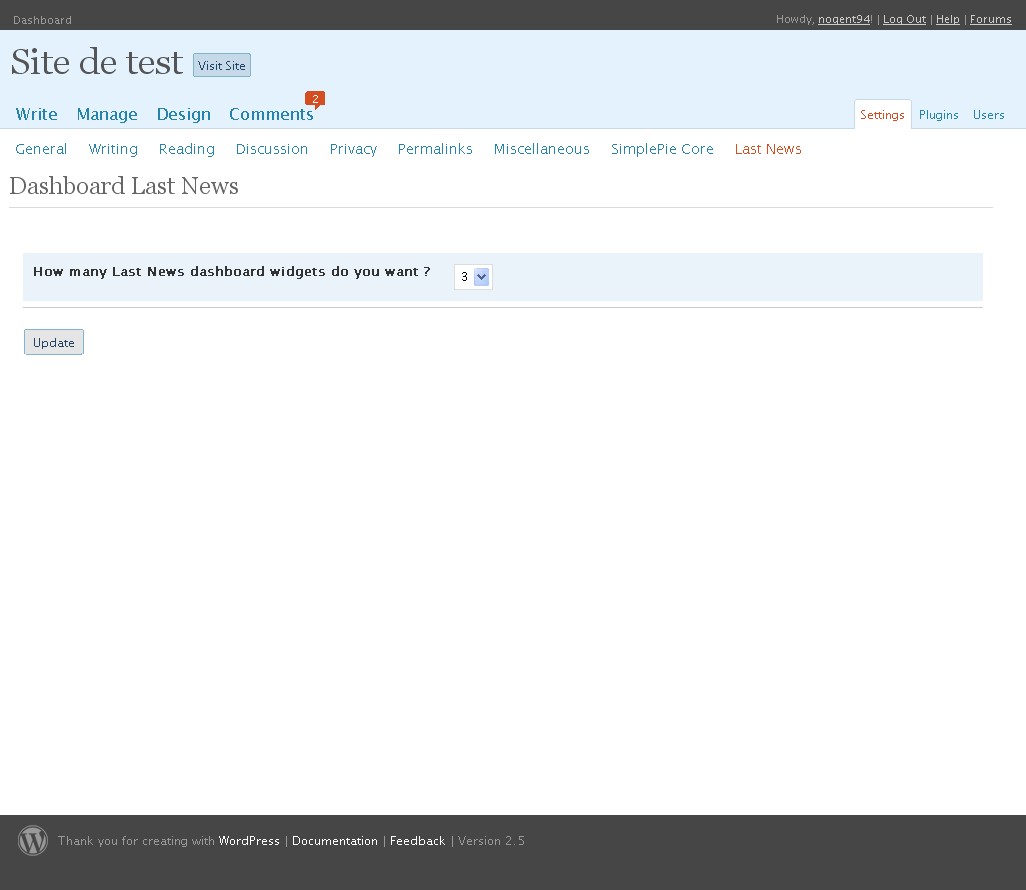 Dashboard
Howdy, nogent94! | Log Out | Help | Forums
Site de test Visit Site
Write Manage Design Comments 2
Settings Plugins Users
General Writing Reading Discussion Privacy Permalinks Miscellaneous SimplePie Core Last News
Dashboard Last News
How many Last News dashboard widgets do you want ? 3
Update
Thank you for creating with WordPress | Documentation | Feedback | Version 2.5